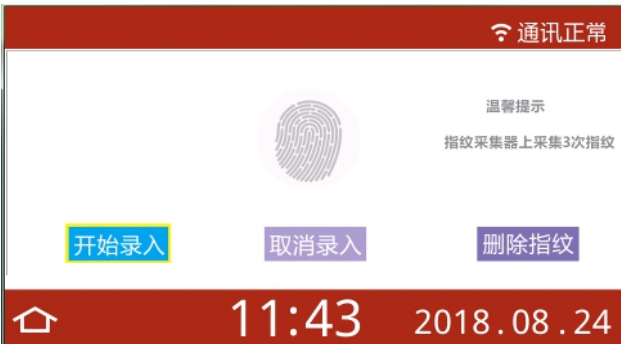 通讯正常
温馨提示
指纹采集器上采集3次指纹
开始录入 取消录入 删除指纹
11:43 2018.08.24